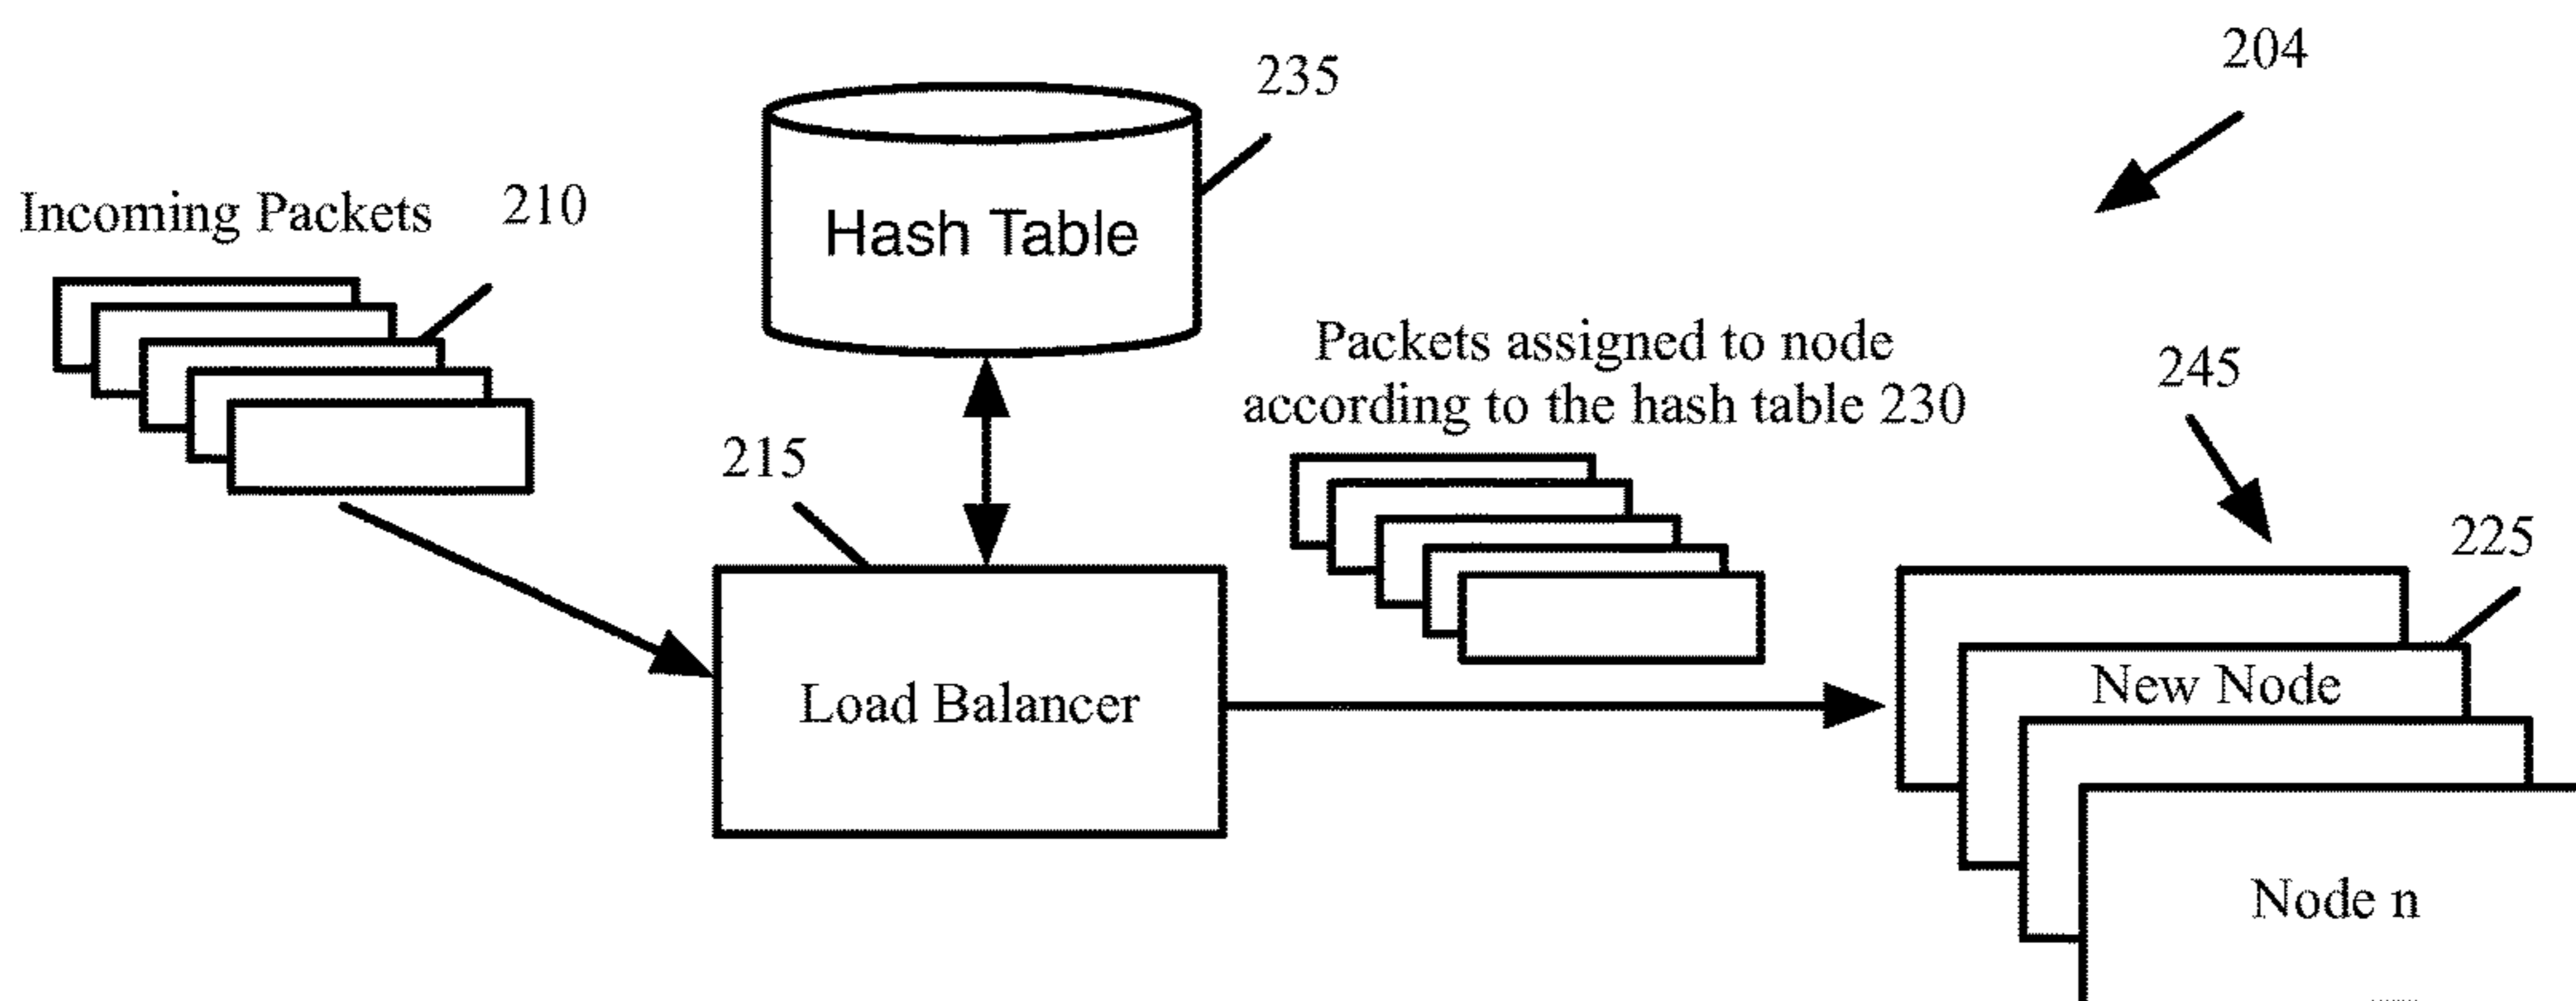 204
235
Incoming Packets 210
Hash Table
Packets assigned to node
according to the hash table 230
245
215
225
New Node
Load Balancer
Node n